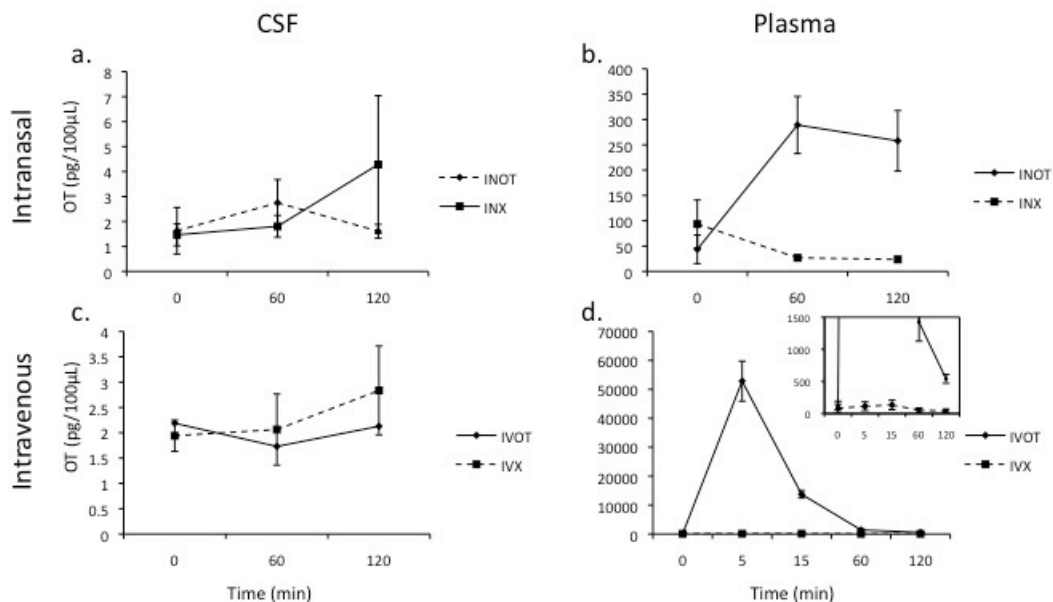 CSF
Plasma
Intranasal
a.
OT (pg/100μL)
8
7
6
5
4
3
2
1
0
0 60 120
INOT
INX
b.
400
350
300
250
200
150
100
50
0
0 60 120
INOT
INX
Intravenous
c.
OT (pg/100μL)
4
3.5
3
2.5
2
1.5
1
0.5
0
0 60 120
Time (min)
IVOT
IVX
d.
70000
60000
50000
40000
30000
20000
10000
0
0 5 15 60 120
Time (min)
1500
1000
500
0
0 5 15 60 120
IVOT
IVX